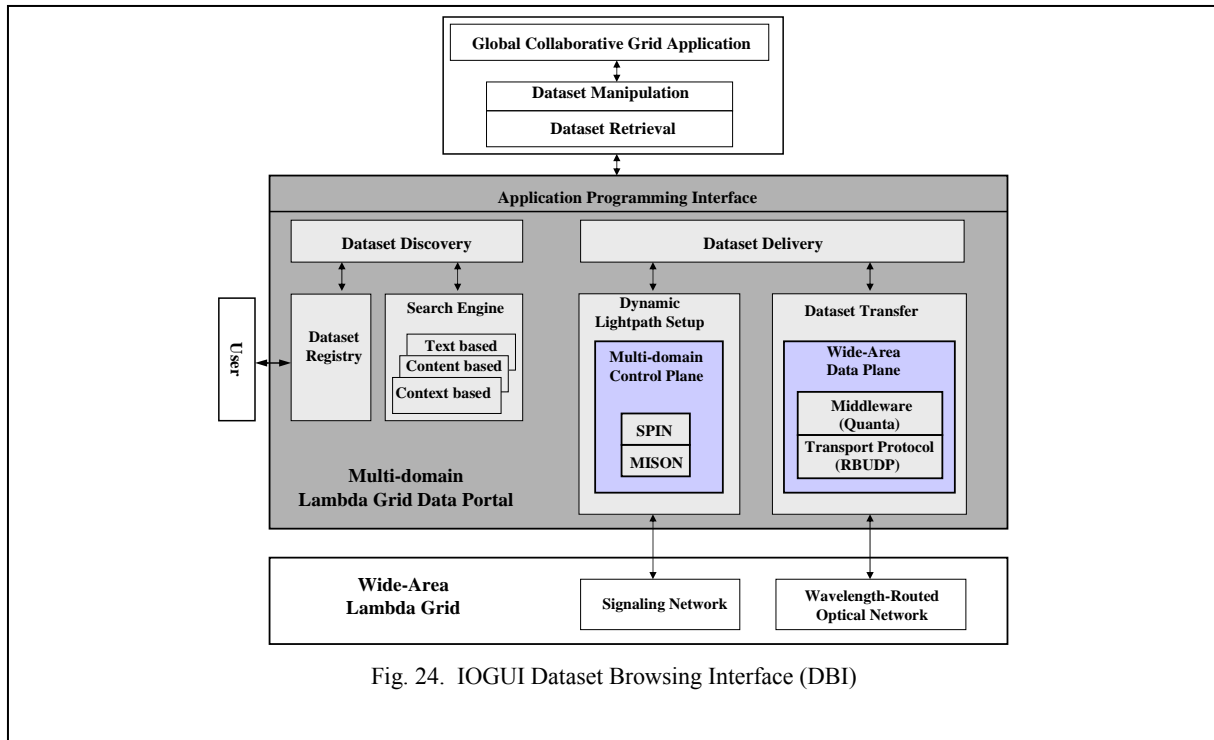 Global Collaborative Grid Application
Dataset Manipulation
Dataset Retrieval
Application Programming Interface
Dataset Discovery
Dataset Delivery
User
Dataset
Registry
Search Engine
Text based
Content based
Context based
Dynamic
Lightpath Setup
Multi-domain
Control Plane
SPIN
MISON
Dataset Transfer
Wide-Area
Data Plane
Middleware
(Quanta)
Transport Protocol
(RBUDP)
Multi-domain
Lambda Grid Data Portal
Wide-Area
Lambda Grid
Signaling Network
Wavelength-Routed
Optical Network
Fig. 24. IOGUI Dataset Browsing Interface (DBI)